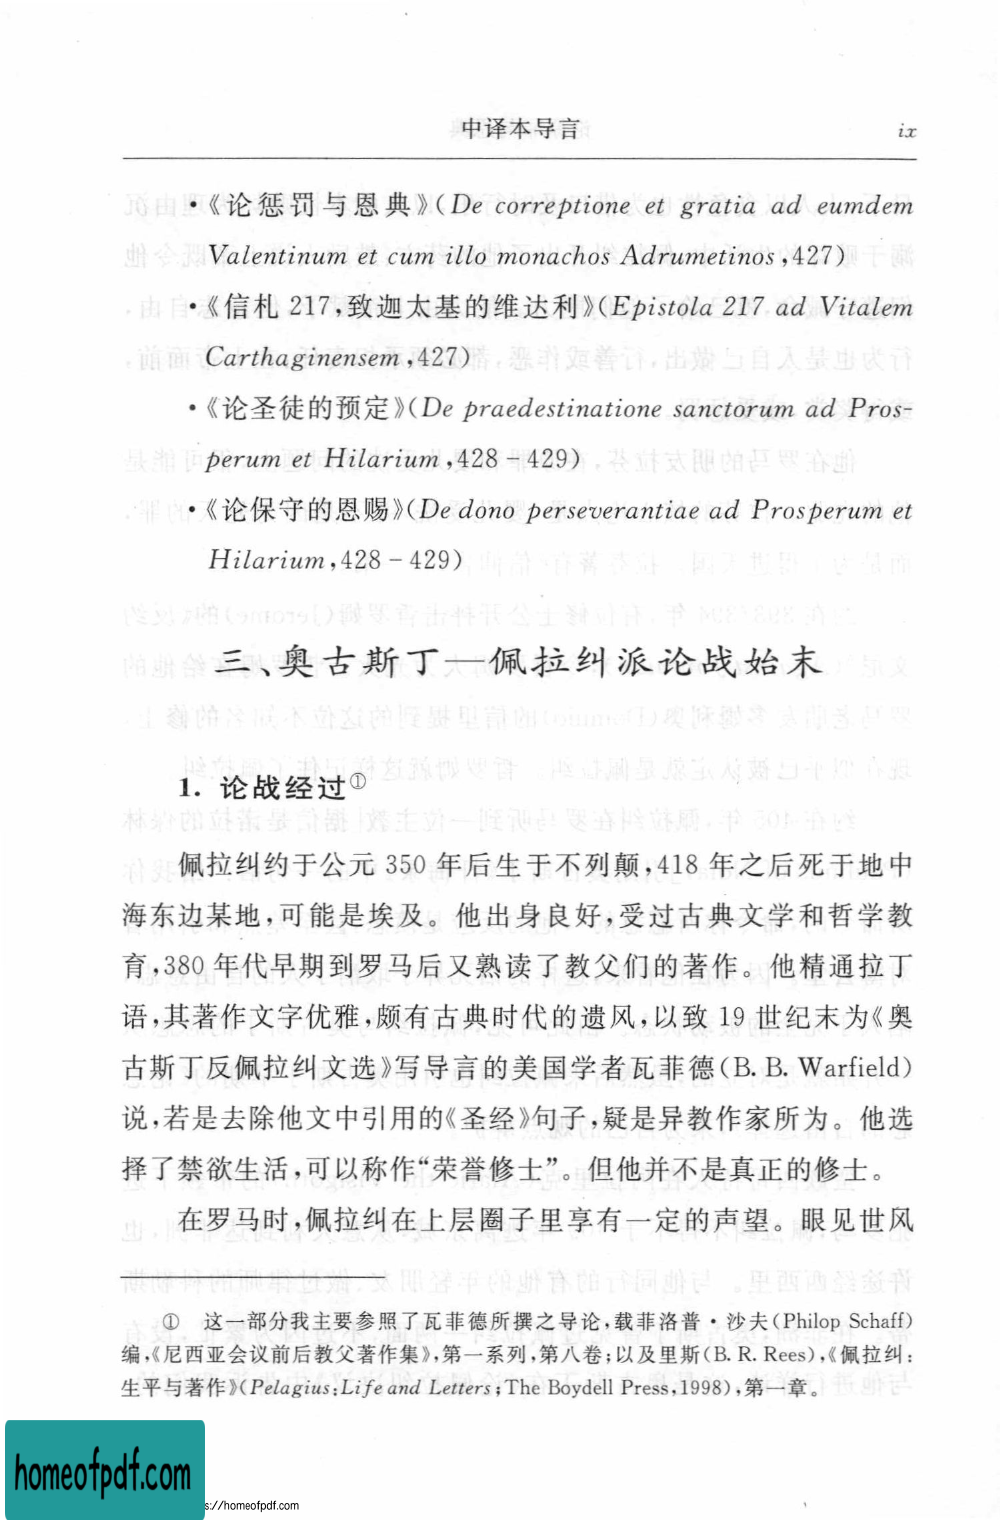 中译本导言 ix
·《论惩罚与恩典》(De correptione et gratia ad eumdem
Valentinum et cum illo monachos Adrumetinos,427)
·《信札 217,致迦太基的维达利》(Epistola 217 ad Vitalem
Carthaginensem,427)
·《论圣徒的预定》(De praedestinatione sanctorum ad Pros-
perum et Hilarium,428-429)
·《论保守的恩赐》(De dono perseverantiae ad Prosperum et
Hilarium,428-429)
三、奥古斯丁—佩拉纠派论战始末
1. 论战经过①
佩拉纠约于公元 350 年后生于不列颠,418 年之后死于地中
海东边某地,可能是埃及。他出身良好,受过古典文学和哲学教
育,380 年代早期到罗马后又熟读了教父们的著作。他精通拉丁
语,其著作文字优雅,颇有古典时代的遗风,以致 19 世纪末为《奥
古斯丁反佩拉纠文选》写导言的美国学者瓦菲德(B. B. Warfield)
说,若是去除他文中引用的《圣经》句子,疑是异教作家所为。他选
择了禁欲生活,可以称作“荣誉修士”。但他并不是真正的修士。
在罗马时,佩拉纠在上层圈子里享有一定的声望。眼见世风
① 这一部分我主要参照了瓦菲德所撰之导论,载菲洛普·沙夫(Philop Schaff)
编,《尼西亚会议前后教父著作集》,第一系列,第八卷;以及里斯(B. R. Rees),《佩拉纠:
生平与著作》(Pelagius:Life and Letters;The Boydell Press,1998),第一章。
homeofpdf.com
s://homeofpdf.com